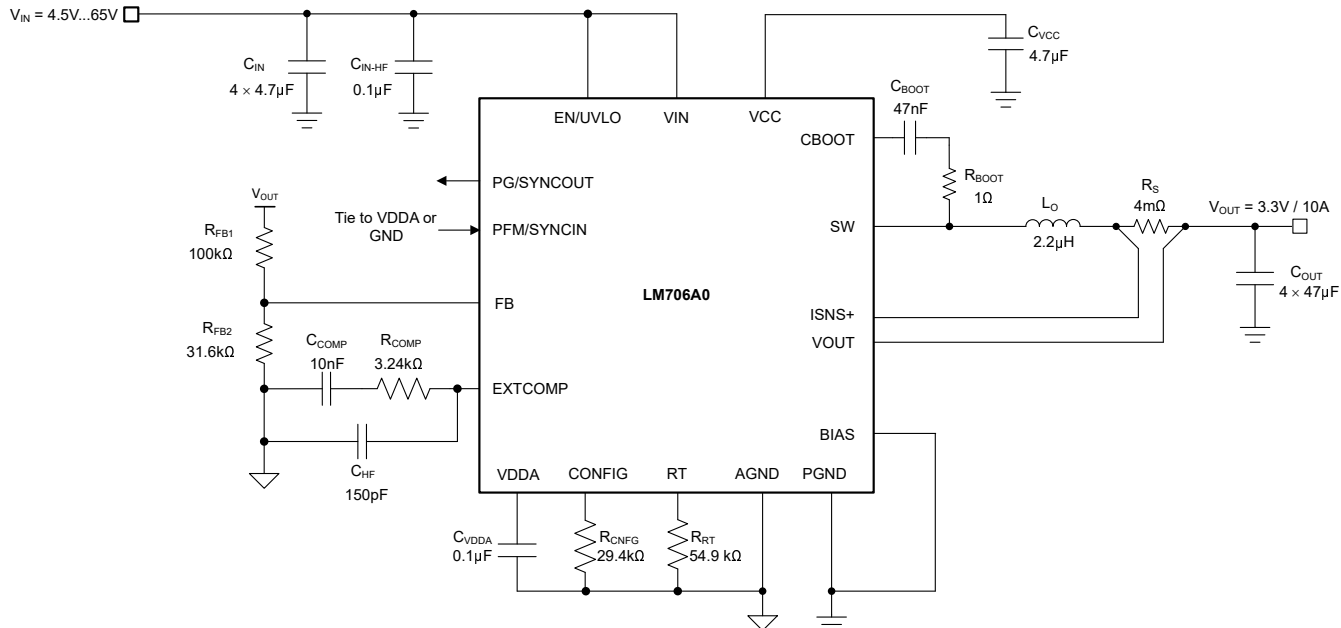 V_IN = 4.5V...65V
C_IN
4 × 4.7µF
C_IN-HF
0.1µF
C_VCC
4.7µF
C_BOOT
47nF
EN/UVLO
VIN
VCC
CBOOT
R_BOOT
1Ω
PG/SYNCOUT
Tie to VDDA or
GND
PFM/SYNCIN
V_OUT
R_FB1
100kΩ
SW
L_O
2.2µH
R_S
4mΩ
V_OUT = 3.3V / 10A
C_OUT
4 × 47µF
LM706A0
FB
ISNS+
VOUT
R_FB2
31.6kΩ
C_COMP
10nF
R_COMP
3.24kΩ
EXTCOMP
BIAS
C_HF
150pF
VDDA
CONFIG
RT
AGND
PGND
C_VDDA
0.1µF
R_CNFG
29.4kΩ
R_RT
54.9 kΩ